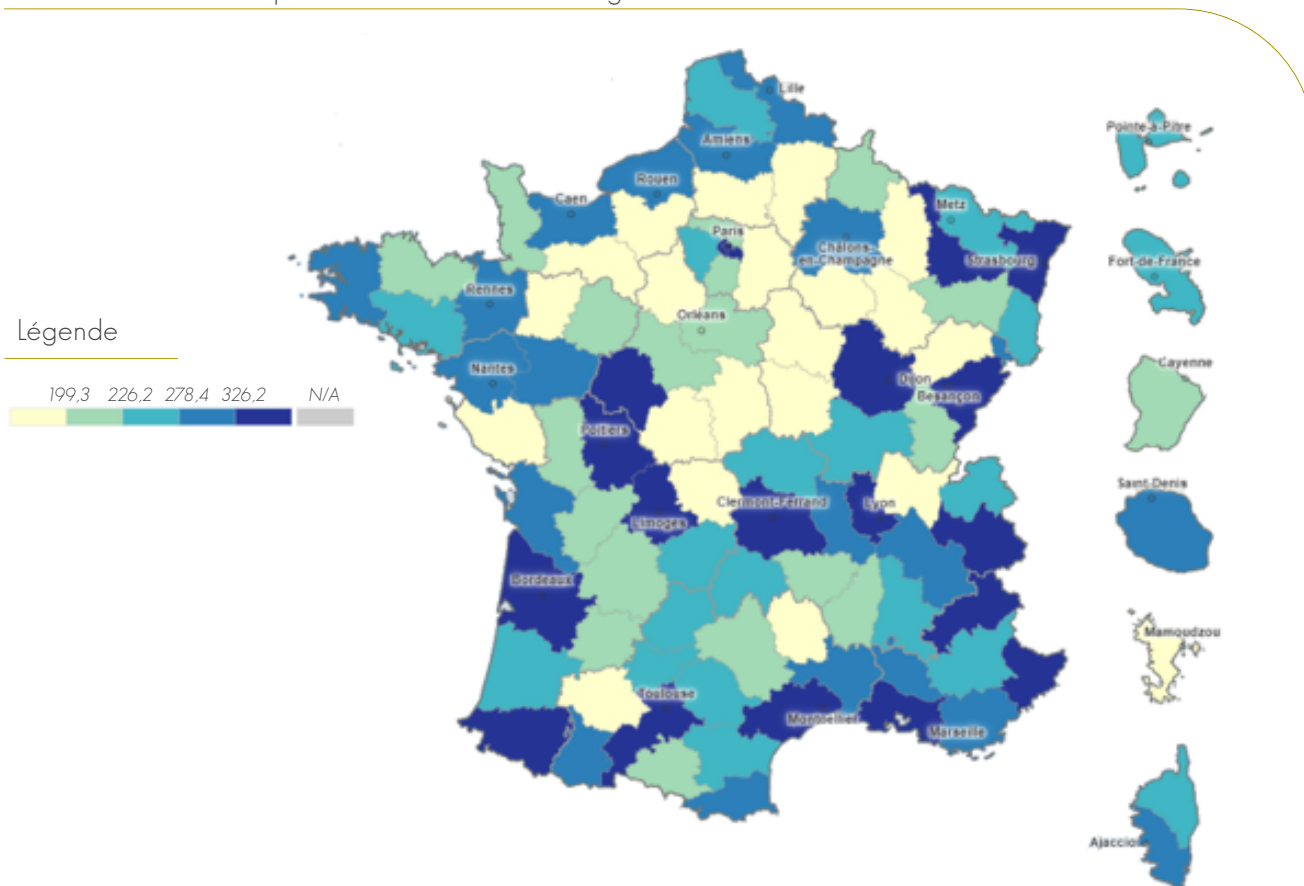 Lille
Pointe-à-Pitre
Amiens
Rouen
Caen
Metz
Paris
Châlons-
en-Champagne
Strasbourg
Fort-de-France
Rennes
Orléans
Légende
Nantes
Cayenne
199,3 226,2 278,4 326,2 N/A
Dijon
Besançon
Poitiers
Saint-Denis
Clermont-Ferrand
Lyon
Limoges
Bordeaux
Mamoudzou
Toulouse
Montpellier
Marseille
Ajaccio